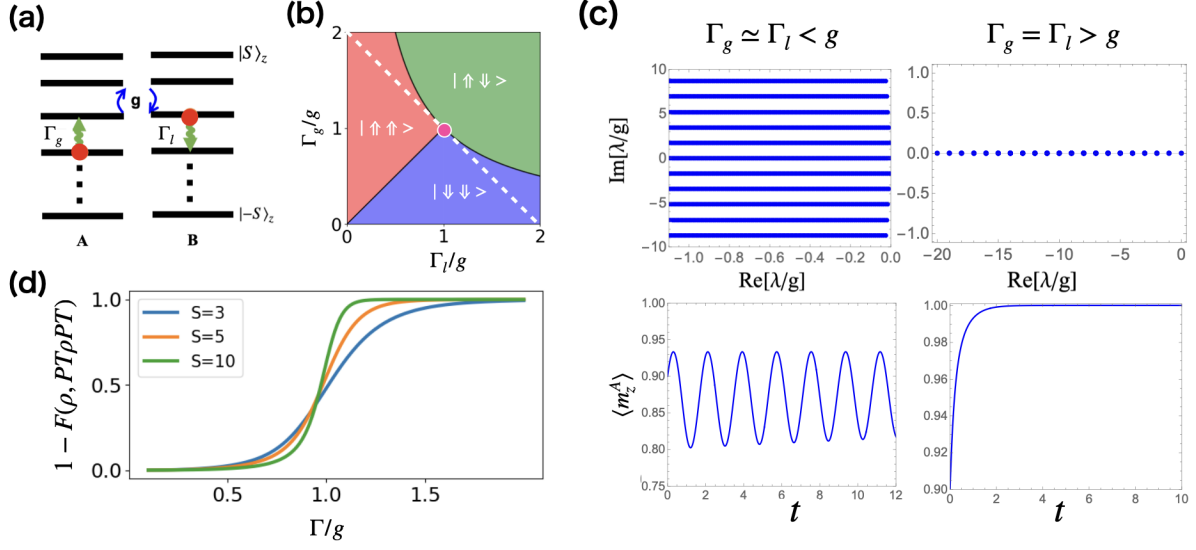 (a)
|S⟩z
g
Γg
Γl
|−S⟩z
A
B
(b)
2
Γg/g
1
0
|⇑⇓>
|⇑⇑>
|⇓⇓>
0
1
2
Γl/g
(c)
Γg ≃ Γl < g
Γg = Γl > g
10
5
0
−5
−10
Im[λ/g]
−1.0
−0.8
−0.6
−0.4
−0.2
0.0
Re[λ/g]
1.0
0.5
0.0
−0.5
−1.0
−20
−15
−10
−5
0
Re[λ/g]
(d)
1 − F(ρ, PTρPT)
1.0
0.5
0.0
S=3
S=5
S=10
0.5
1.0
1.5
Γ/g
⟨mzA⟩
1.00
0.95
0.90
0.85
0.80
0.75
0
2
4
6
8
10
12
t
1.00
0.98
0.96
0.94
0.92
0.90
0
2
4
6
8
10
t